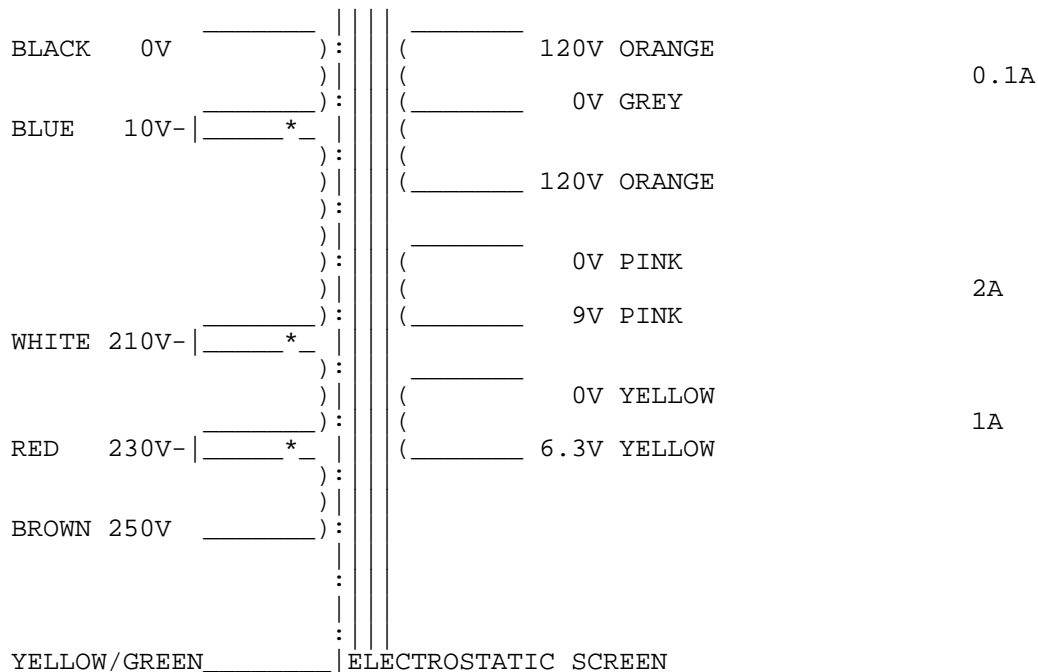 BLACK 0V 120V ORANGE
0.1A
0V GREY
BLUE 10V
120V ORANGE
0V PINK
2A
9V PINK
WHITE 210V
0V YELLOW
1A
RED 230V 6.3V YELLOW
BROWN 250V
YELLOW/GREEN ELECTROSTATIC SCREEN